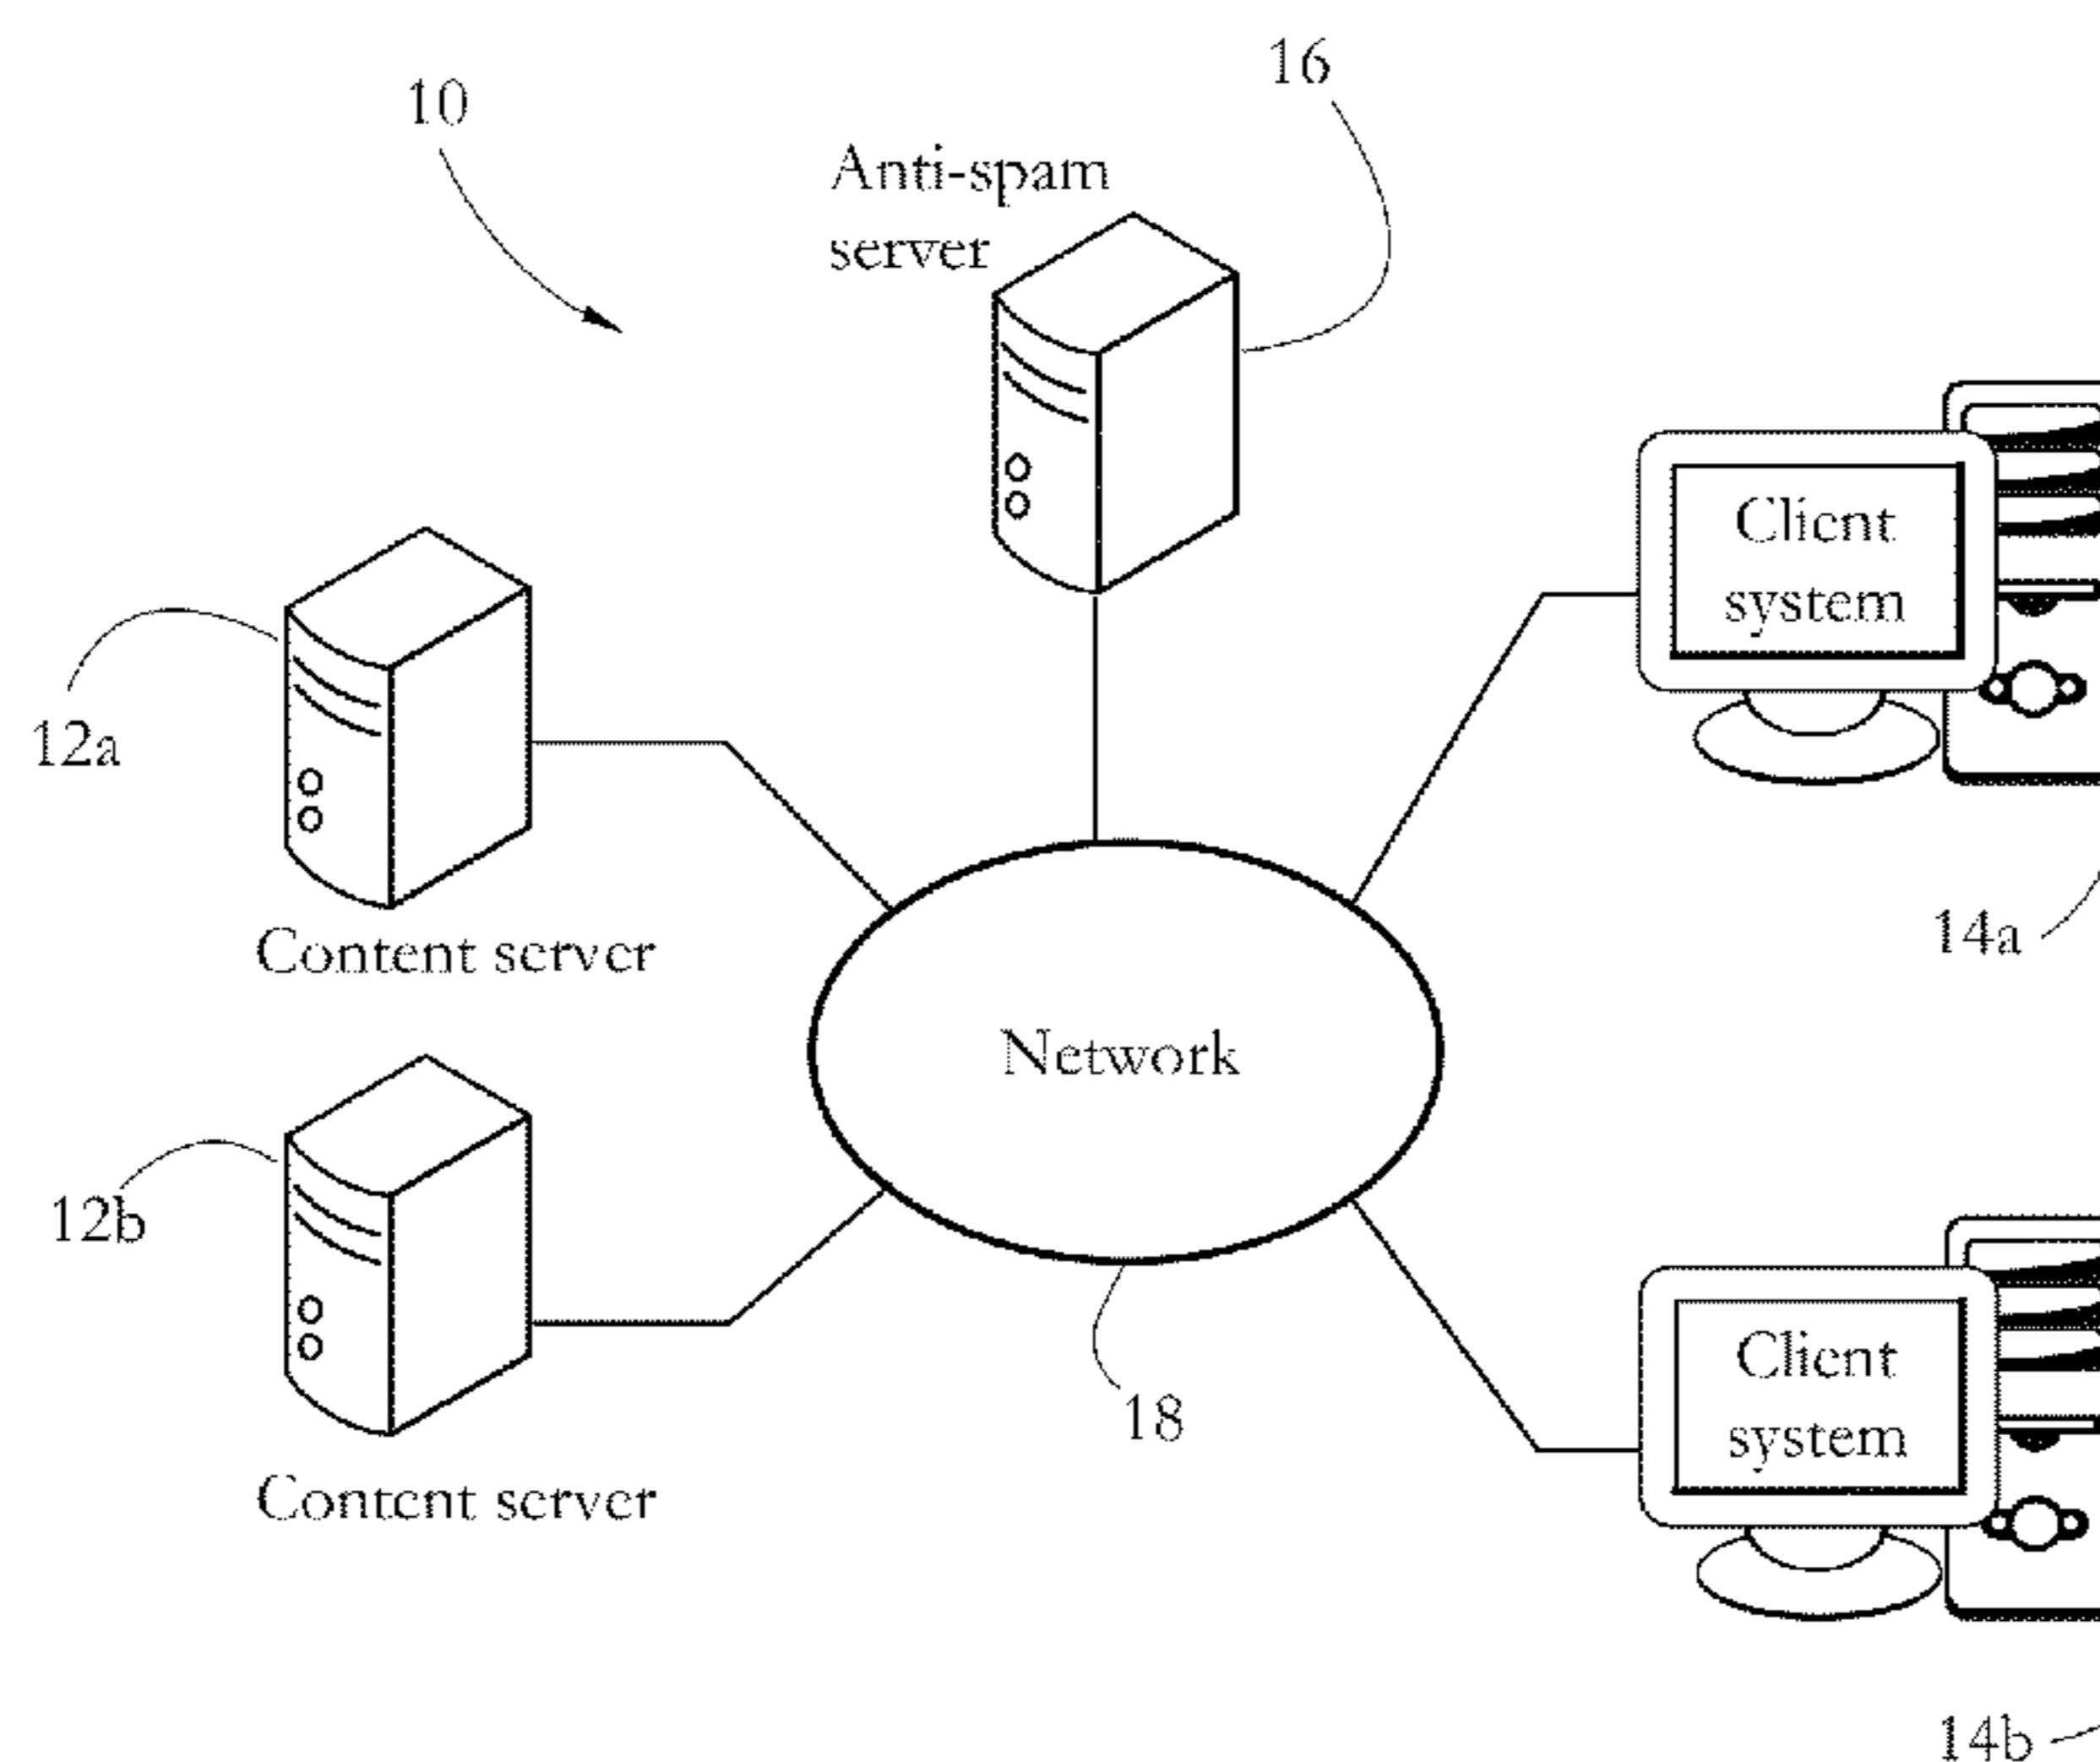 10
16
Anti-spam
server
Client
system
12a
14a
Content server
Network
12b
Client
system
18
Content server
14b